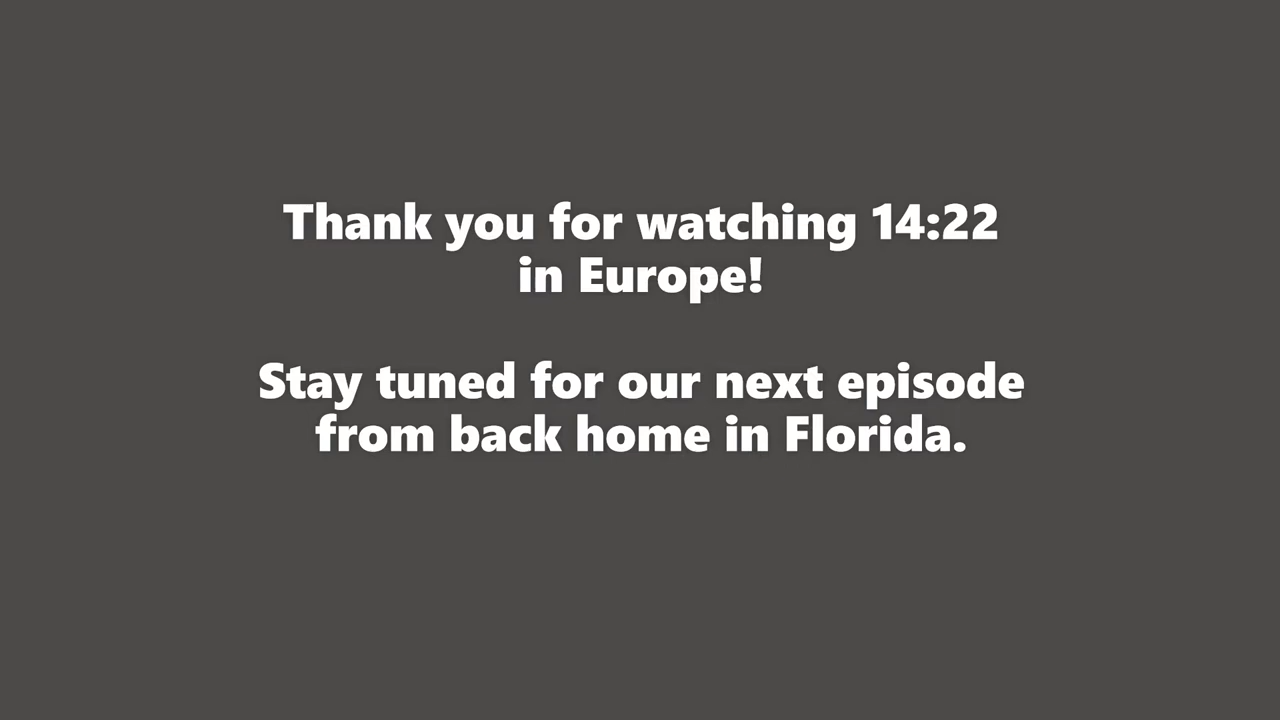 Thank you for watching 14:22
in Europe!
Stay tuned for our next episode
from back home in Florida.